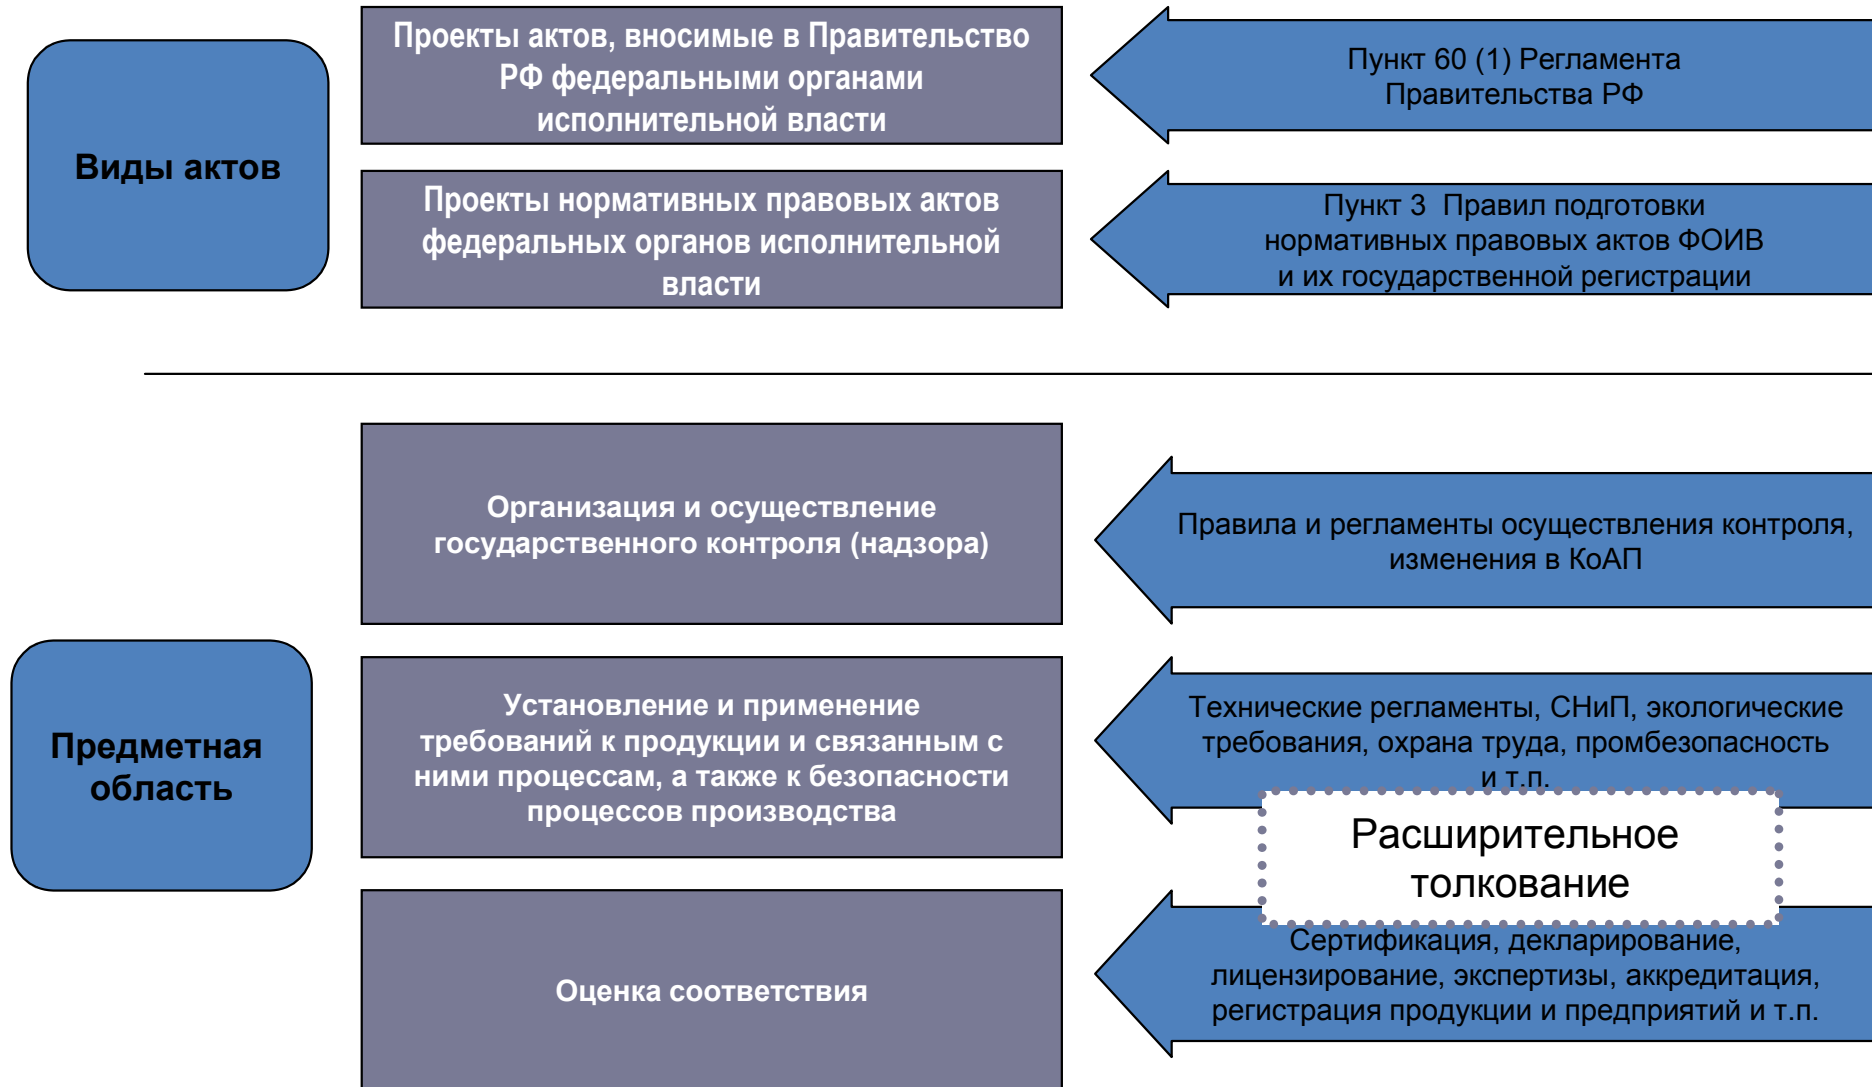 Виды актов
Проекты актов, вносимые в Правительство
РФ федеральными органами
исполнительной власти
Пункт 60 (1) Регламента
Правительства РФ
Проекты нормативных правовых актов
федеральных органов исполнительной
власти
Пункт 3  Правил подготовки
нормативных правовых актов ФОИВ
и их государственной регистрации
Предметная
область
Организация и осуществление
государственного контроля (надзора)
Правила и регламенты осуществления контроля,
изменения в КоАП
Установление и применение
требований к продукции и связанным с
ними процессам, а также к безопасности
процессов производства
Технические регламенты, СНиП, экологические
требования, охрана труда, промбезопасность
и т.п.
Расширительное
толкование
Оценка соответствия
Сертификация, декларирование,
лицензирование, экспертизы, аккредитация,
регистрация продукции и предприятий и т.п.